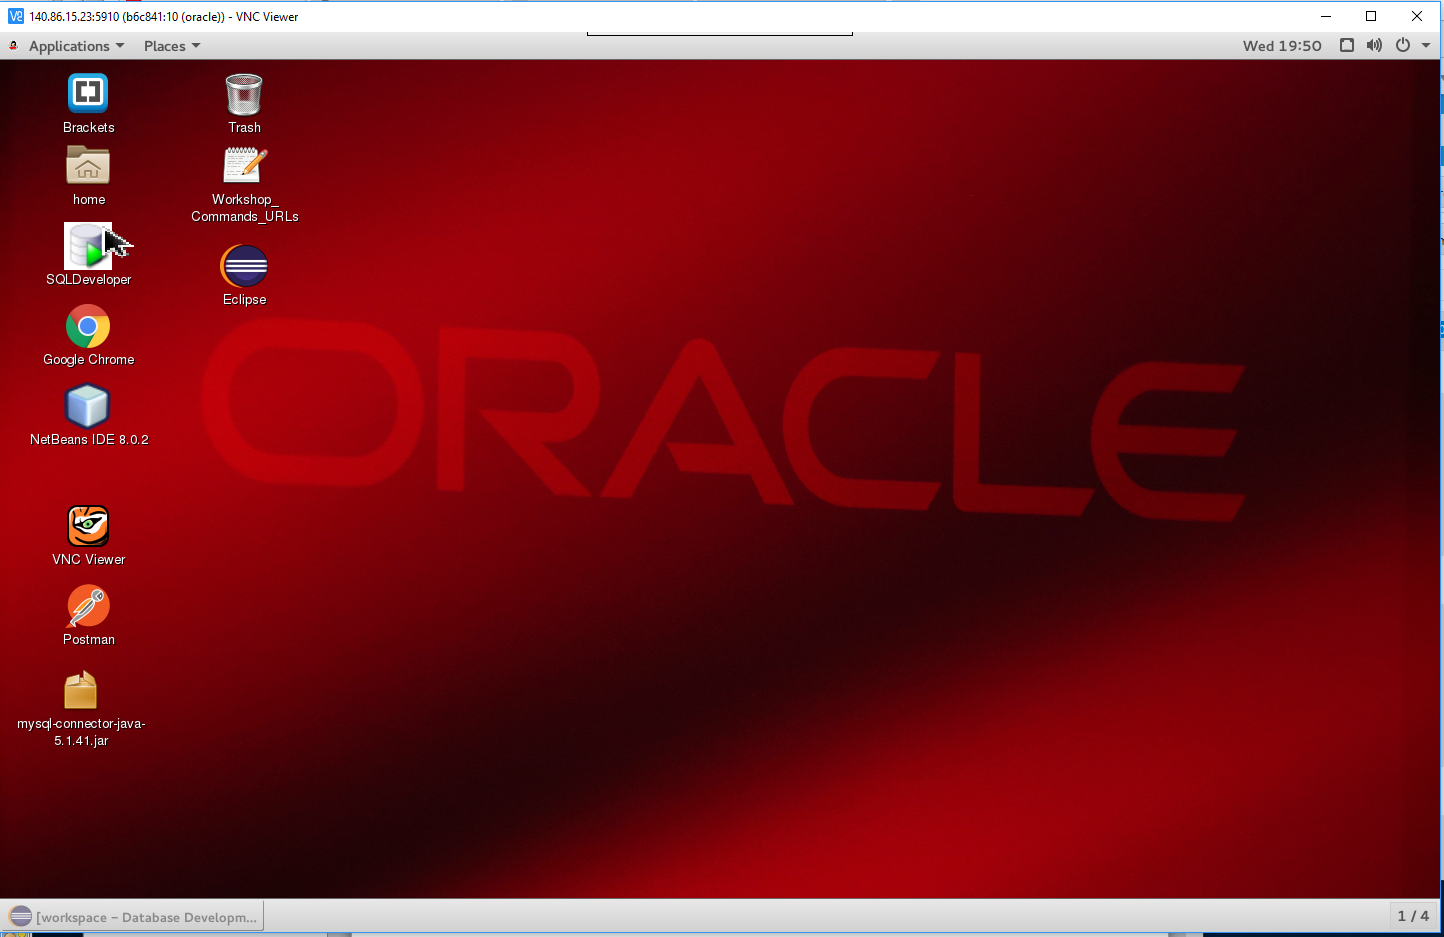 140.86.15.23:5910 (b6c841:10 (oracle)) - VNC Viewer
Applications Places Wed 19:50
Brackets
Trash
home
Workshop_
Commands_URLs
SQLDeveloper
Eclipse
Google Chrome
NetBeans IDE 8.0.2
ORACLE
VNC Viewer
Postman
mysql-connector-java-
5.1.41.jar
[workspace – Database Developm... 1 / 4